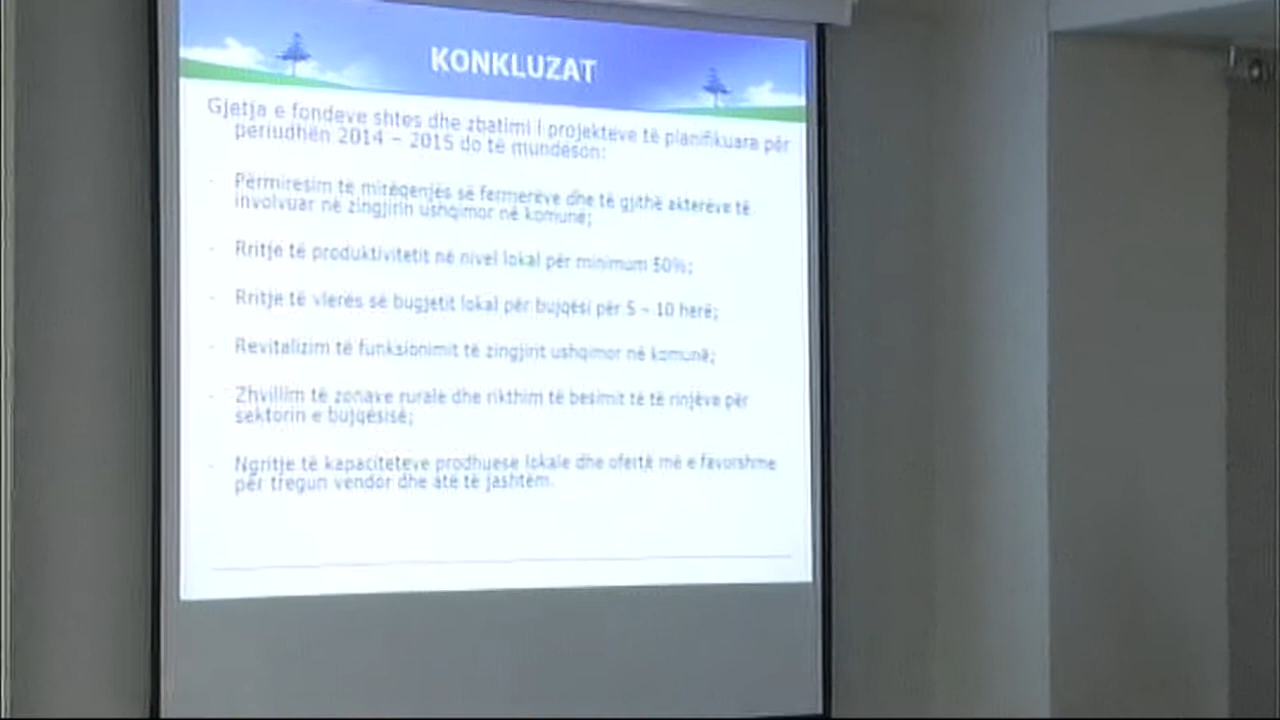 KONKLUZAT
Gjetja e fondeve shtes dhe zbatimi i projekteve të planifikuara për
periudhën 2014 – 2015 do të mundëson:
- Përmiresim të mirëqenjës së fermerëve dhe të gjithë akterëve të
involvuar në zingjirin ushqimor në komunë;
- Rritje të produktivitetit në nivel lokal për minimum 50%;
- Rritje të vlerës së bugjetit lokal për bujqësi për 5 – 10 herë;
- Revitalizim të funksionimit të zingjirit ushqimor në komunë;
- Zhvillim të zonave rurale dhe rikthim të besimit të të rinjëve për
sektorin e bujqësisë;
- Ngritje të kapaciteteve prodhuese lokale dhe ofertë më e favorshme
për tregun vendor dhe atë të jashtëm.